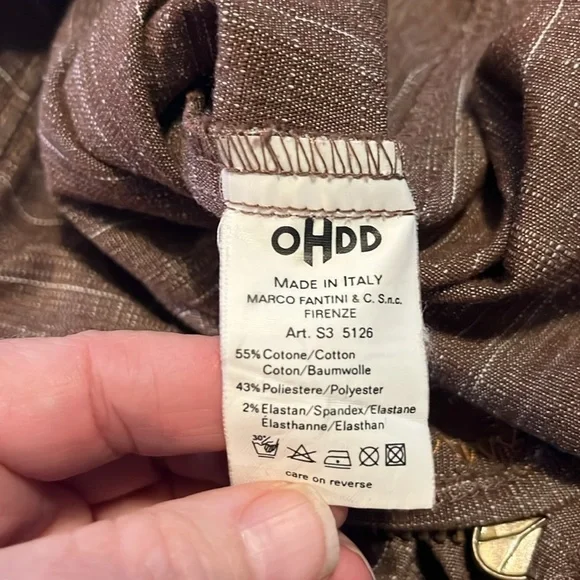 OHDD
MADE IN ITALY
MARCO FANTINI & C. S.n.c.
FIRENZE
Art. S3 5126
55% Cotone/Cotton
Coton/Baumwolle
43% Poliestere/Polyester
2% Elastan/Spandex/Elastane
Élasthanne/Elasthan
30°
care on reverse